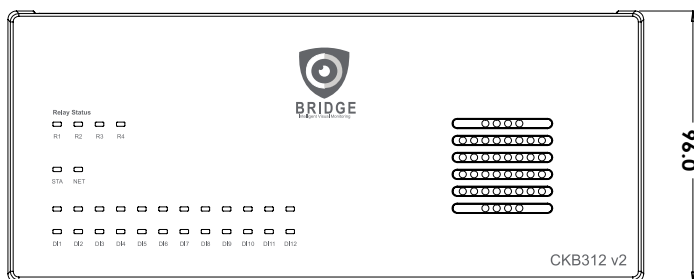 BRIDGE
Intelligent Visual Monitoring
Relay Status
R1 R2 R3 R4
STA NET
DI1 DI2 DI3 DI4 DI5 DI6 DI7 DI8 DI9 DI10 DI11 DI12
CKB312 v2
96.0